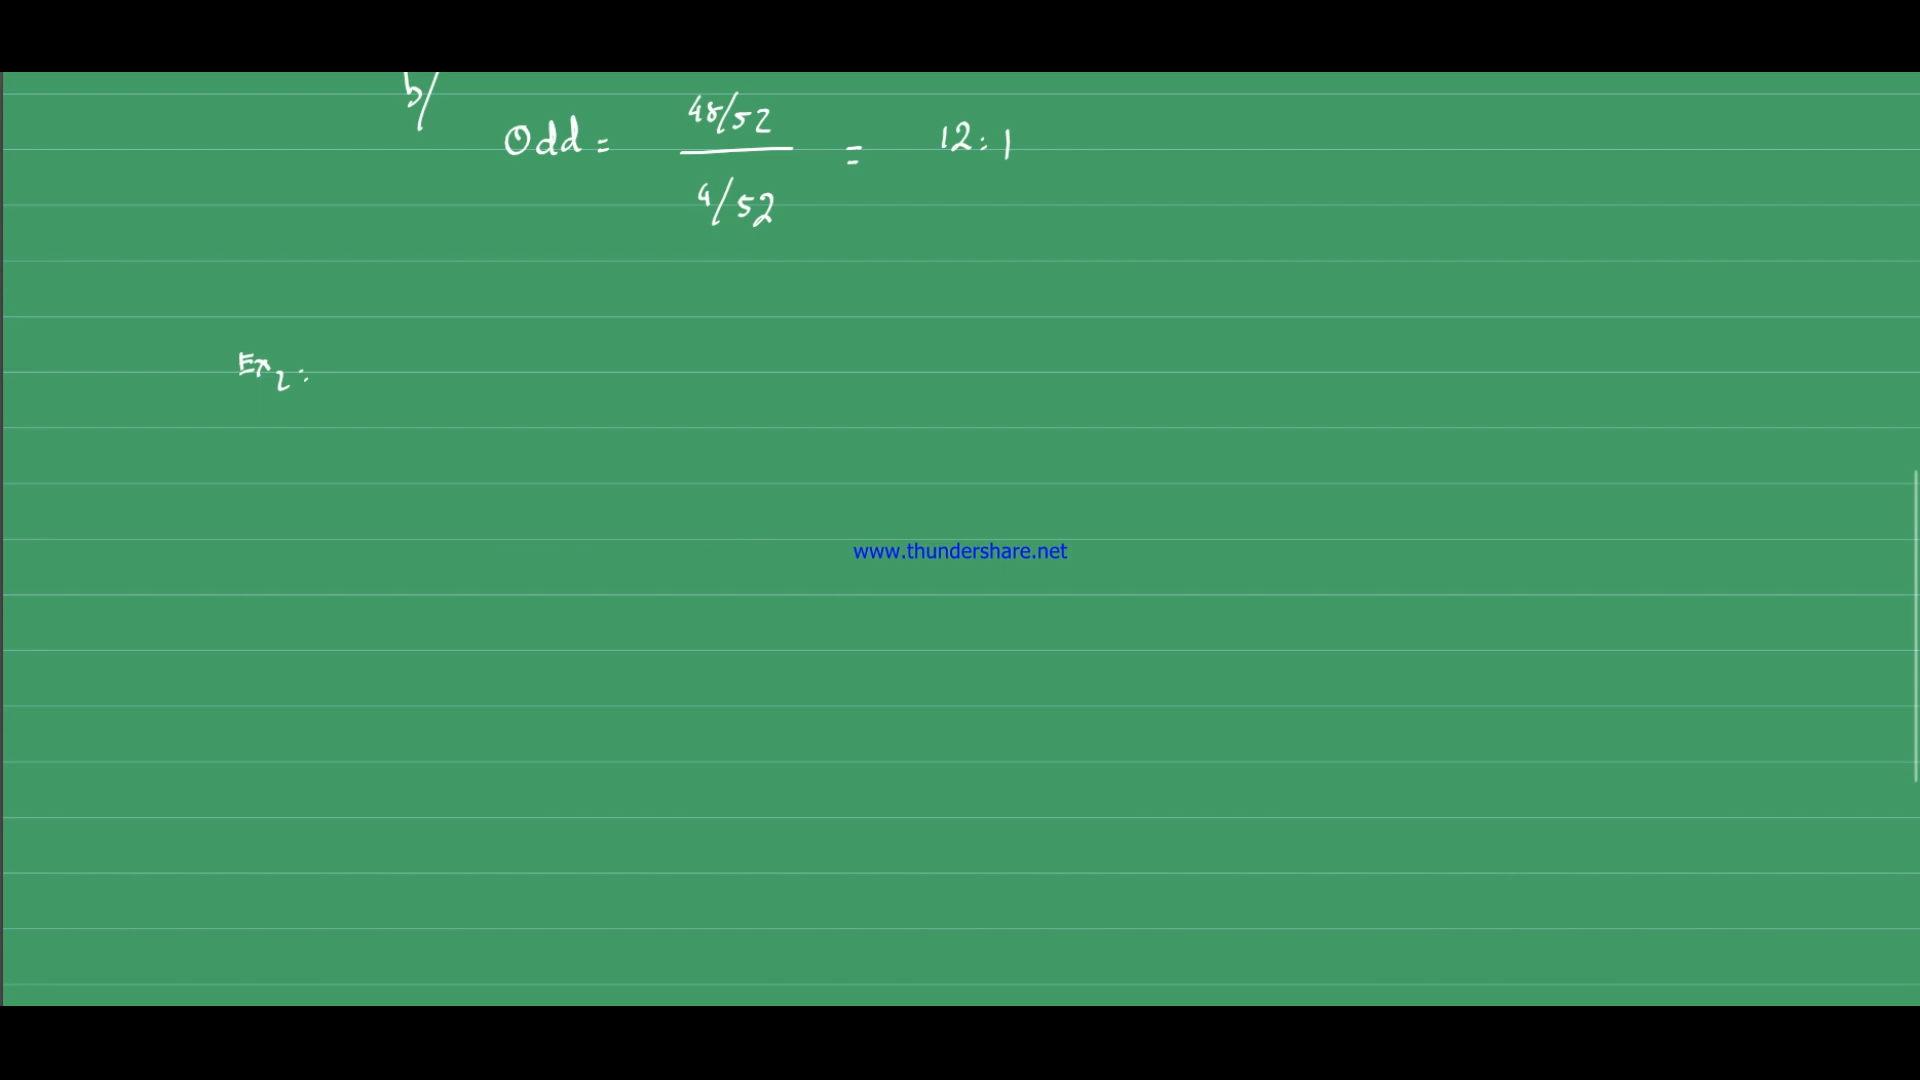 b/
Odd = 48/52 / 4/52 = 12 : 1
Ex2 :
www.thundershare.net